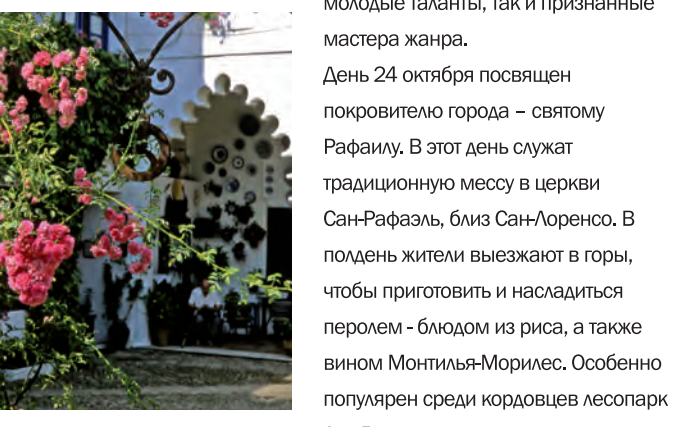 молодые таланты, так и признанные
мастера жанра.
День 24 октября посвящен
покровителю города – святому
Рафаилу. В этот день служат
традиционную мессу в церкви
Сан-Рафаэль, близ Сан-Лоренсо. В
полдень жители выезжают в горы,
чтобы приготовить и насладиться
перолем - блюдом из риса, а также
вином Монтилья-Морилес. Особенно
популярен среди кордовцев лесопарк